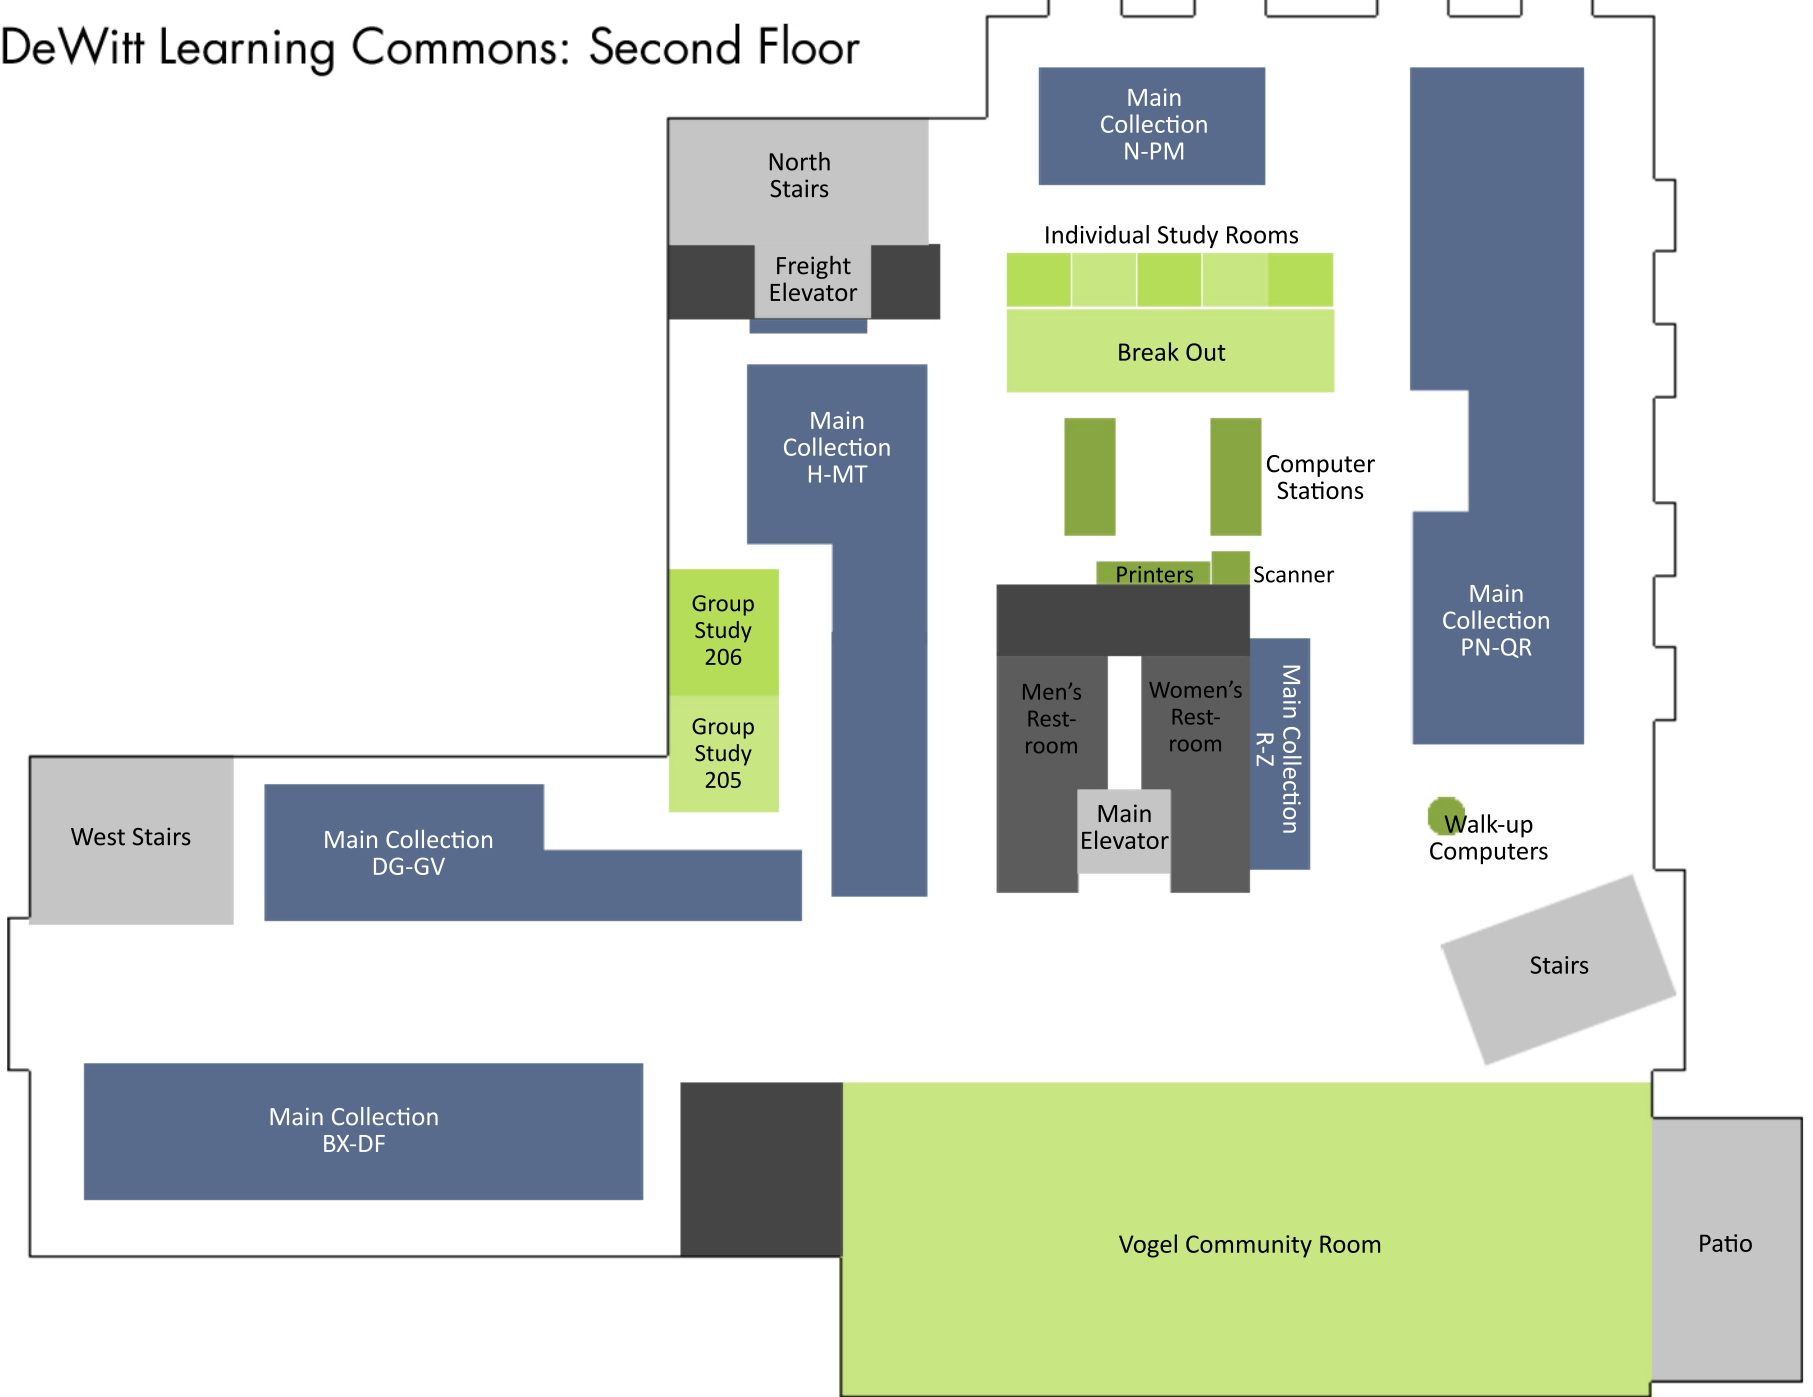 DeWitt Learning Commons: Second Floor
Main
Collection
N-PM
North
Stairs
Individual Study Rooms
Freight
Elevator
Break Out
Main
Collection
H-MT
Computer
Stations
Printers
Scanner
Group
Study
206
Main
Collection
PN-QR
Men’s
Rest-
room
Women’s
Rest-
room
Main Collection
R-Z
Group
Study
205
Main
Elevator
Walk-up
Computers
West Stairs
Main Collection
DG-GV
Stairs
Main Collection
BX-DF
Vogel Community Room
Patio